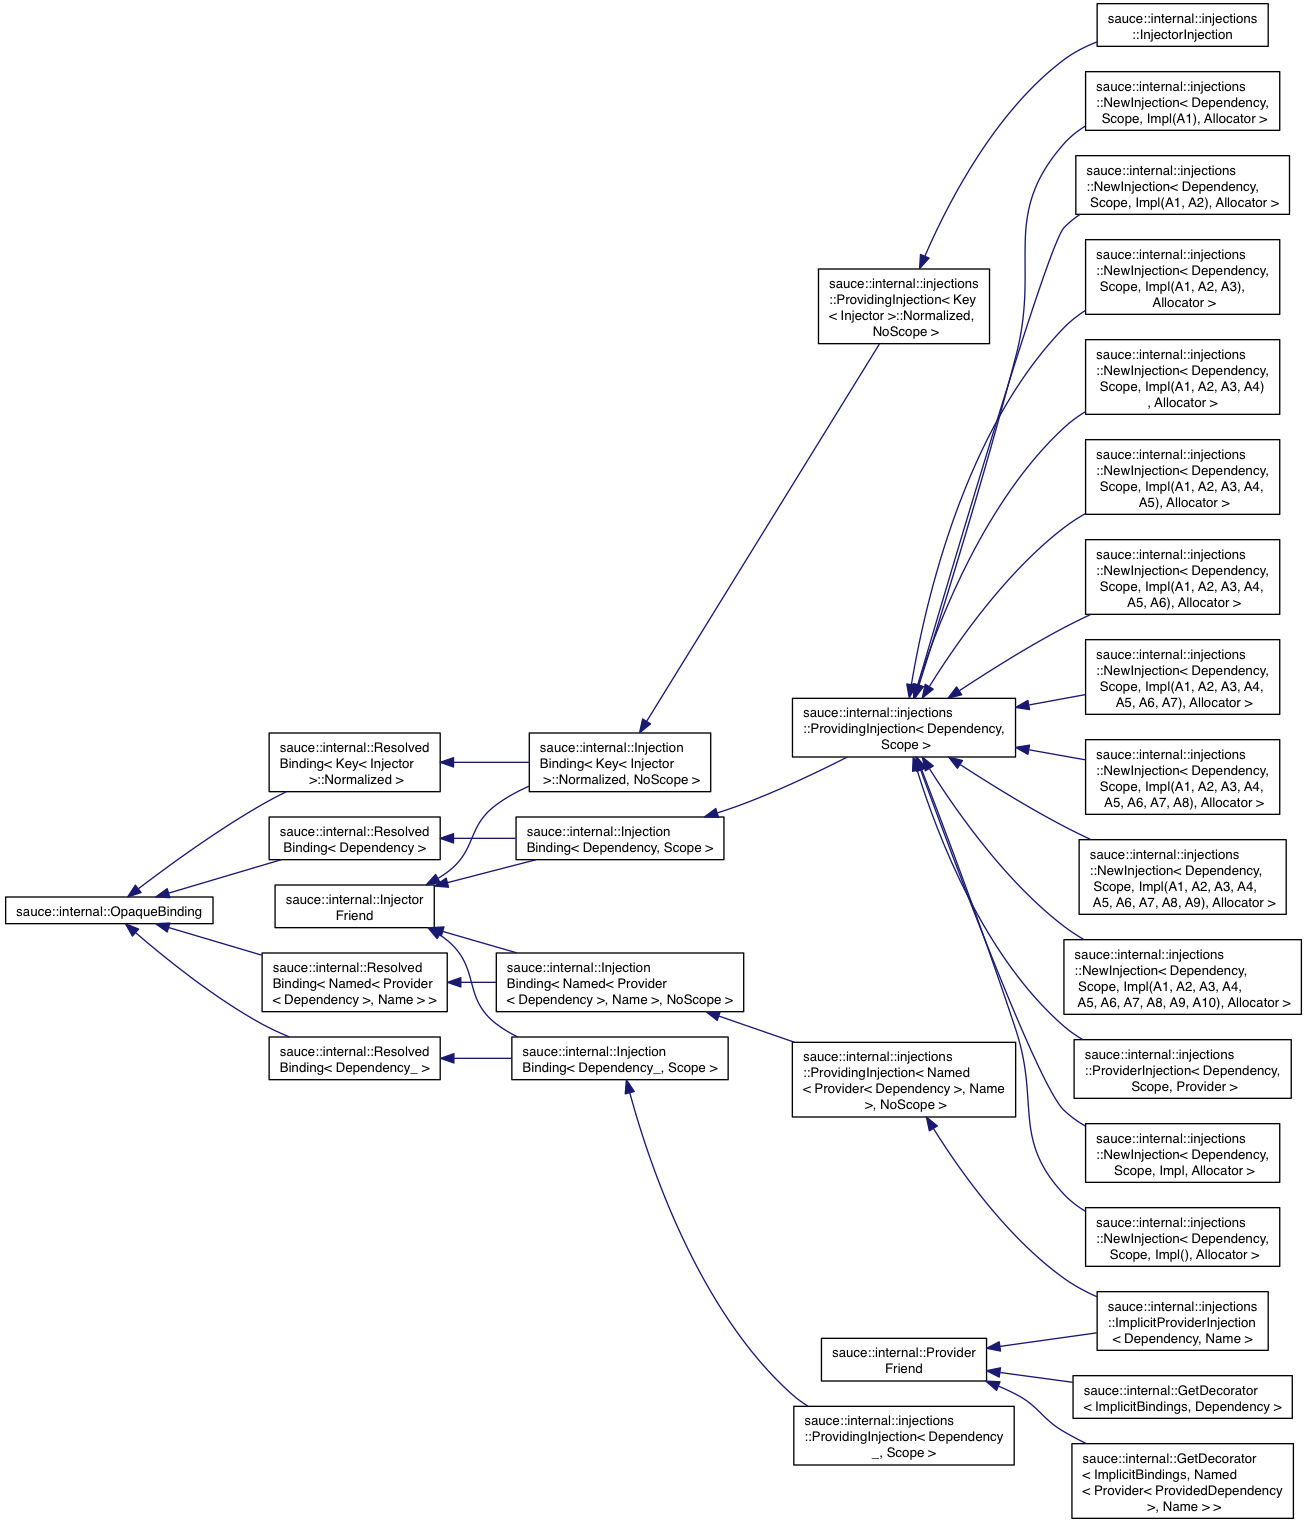 sauce::internal::injections
::InjectorInjection
sauce::internal::injections
::NewInjection< Dependency,
Scope, Impl(A1), Allocator >
sauce::internal::injections
::NewInjection< Dependency,
Scope, Impl(A1, A2), Allocator >
sauce::internal::injections
::NewInjection< Dependency,
Scope, Impl(A1, A2, A3),
Allocator >
sauce::internal::injections
::ProvidingInjection< Key
< Injector >::Normalized,
NoScope >
sauce::internal::injections
::NewInjection< Dependency,
Scope, Impl(A1, A2, A3, A4)
, Allocator >
sauce::internal::injections
::NewInjection< Dependency,
Scope, Impl(A1, A2, A3, A4,
A5), Allocator >
sauce::internal::injections
::NewInjection< Dependency,
Scope, Impl(A1, A2, A3, A4,
A5, A6), Allocator >
sauce::internal::injections
::NewInjection< Dependency,
Scope, Impl(A1, A2, A3, A4,
A5, A6, A7), Allocator >
sauce::internal::injections
::ProvidingInjection< Dependency,
Scope >
sauce::internal::Resolved
Binding< Key< Injector
>::Normalized >
sauce::internal::Injection
Binding< Key< Injector
>::Normalized, NoScope >
sauce::internal::injections
::NewInjection< Dependency,
Scope, Impl(A1, A2, A3, A4,
A5, A6, A7, A8), Allocator >
sauce::internal::Resolved
Binding< Dependency >
sauce::internal::Injection
Binding< Dependency, Scope >
sauce::internal::injections
::NewInjection< Dependency,
Scope, Impl(A1, A2, A3, A4,
A5, A6, A7, A8, A9), Allocator >
sauce::internal::OpaqueBinding
sauce::internal::Injector
Friend
sauce::internal::injections
::NewInjection< Dependency,
Scope, Impl(A1, A2, A3, A4,
A5, A6, A7, A8, A9, A10), Allocator >
sauce::internal::Resolved
Binding< Named< Provider
< Dependency >, Name > >
sauce::internal::Injection
Binding< Named< Provider
< Dependency >, Name >, NoScope >
sauce::internal::Resolved
Binding< Dependency_ >
sauce::internal::Injection
Binding< Dependency_, Scope >
sauce::internal::injections
::ProvidingInjection< Named
< Provider< Dependency >, Name
>, NoScope >
sauce::internal::injections
::ProviderInjection< Dependency,
Scope, Provider >
sauce::internal::injections
::NewInjection< Dependency,
Scope, Impl, Allocator >
sauce::internal::injections
::NewInjection< Dependency,
Scope, Impl(), Allocator >
sauce::internal::injections
::ImplicitProviderInjection
< Dependency, Name >
sauce::internal::Provider
Friend
sauce::internal::GetDecorator
< ImplicitBindings, Dependency >
sauce::internal::injections
::ProvidingInjection< Dependency
_, Scope >
sauce::internal::GetDecorator
< ImplicitBindings, Named
< Provider< ProvidedDependency
>, Name > >